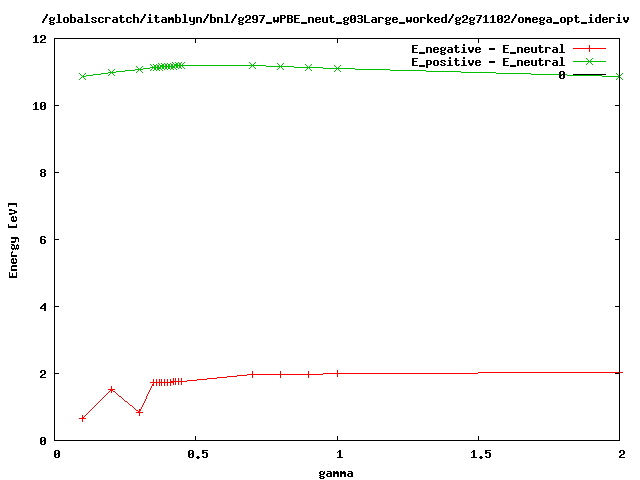 /globalscratch/itamblyn/bnl/g297_wPBE_neut_g03Large_worked/g2g71102/omega_opt_ideriv
E_negative - E_neutral
E_positive - E_neutral
0
12
10
8
6
4
2
0
Energy [eV]
0 0.5 1 1.5 2
gamma